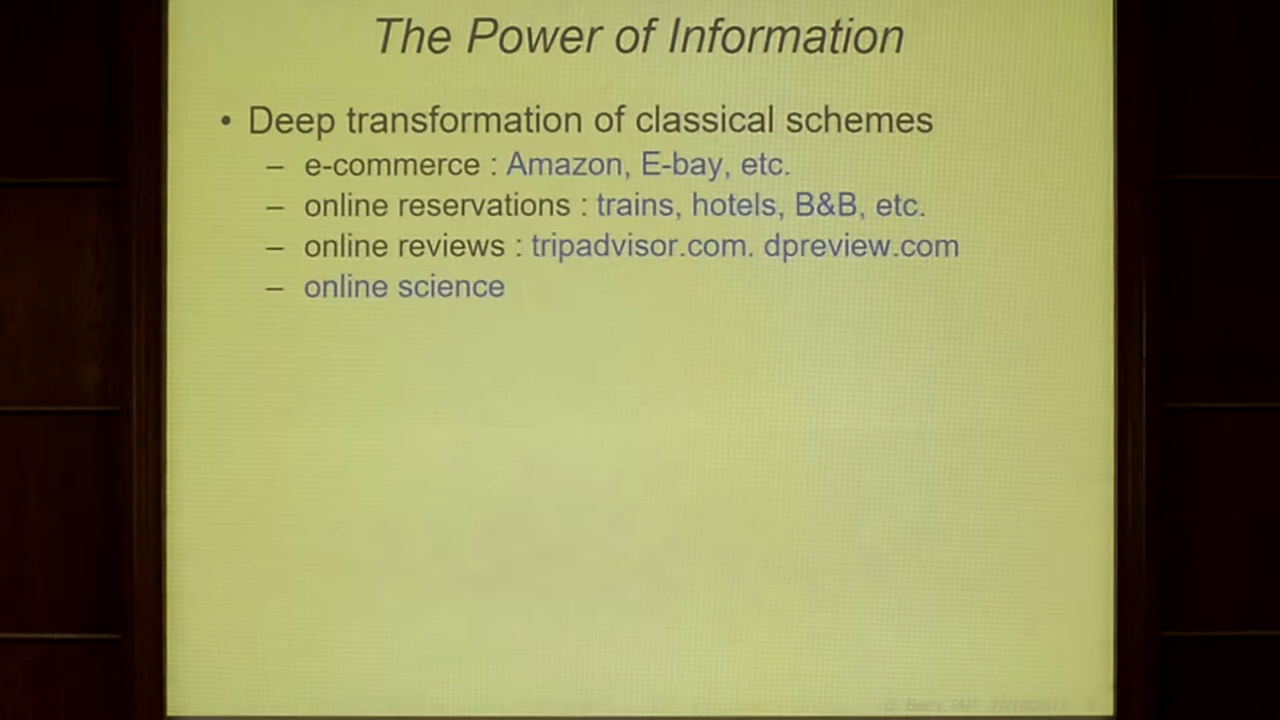 The Power of Information
• Deep transformation of classical schemes
– e-commerce : Amazon, E-bay, etc.
– online reservations : trains, hotels, B&B, etc.
– online reviews : tripadvisor.com. dpreview.com
– online science